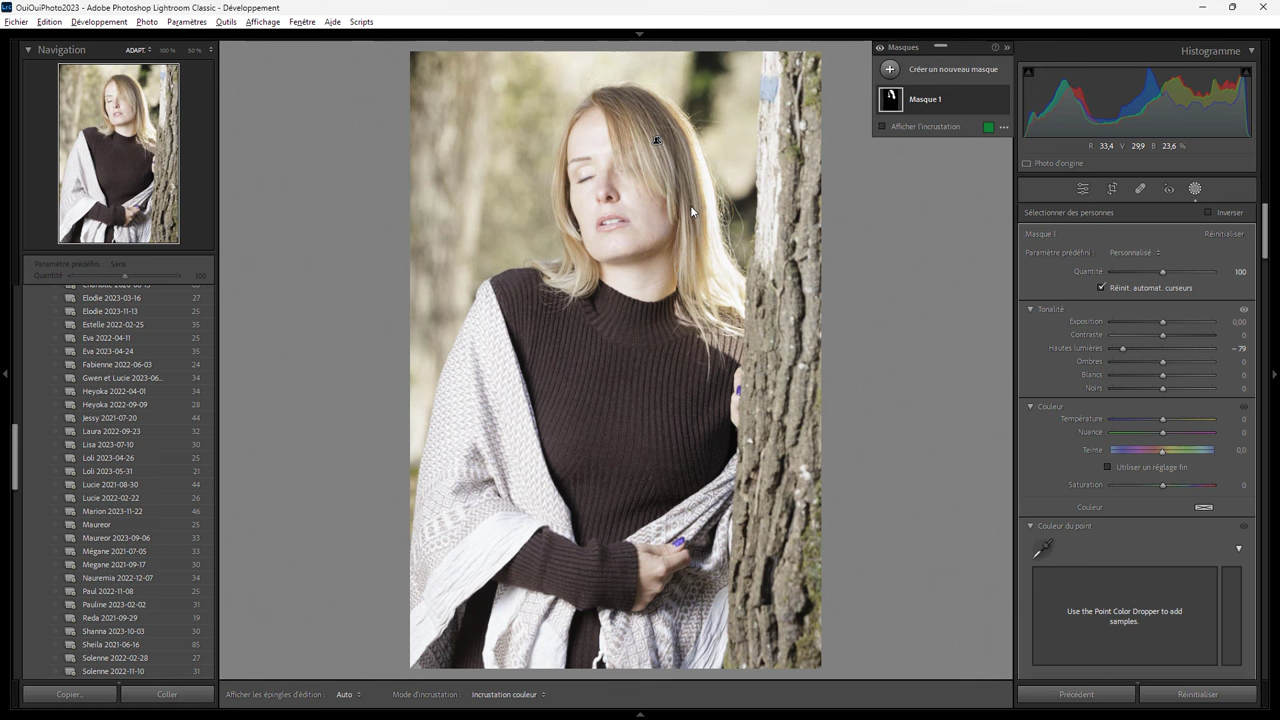 OuiOuiPhoto2023 - Adobe Photoshop Lightroom Classic - Développement
Fichier Edition Développement Photo Paramètres Outils Affichage Fenêtre Aide Scripts
Navigation ADAPT. 100 % 50 %
Paramètre prédéfini : Sans
Quantité 100
Elodie 2023-03-16 27
Elodie 2023-11-13 25
Estelle 2022-02-25 35
Eva 2022-04-11 25
Eva 2023-04-24 35
Fabienne 2022-06-03 24
Gwen et Lucie 2023-06... 34
Heyoka 2022-04-01 34
Heyoka 2022-09-09 28
Jessy 2021-07-20 44
Laura 2022-09-23 32
Lisa 2023-07-10 30
Loli 2023-04-26 25
Loli 2023-05-31 21
Lucie 2021-08-30 44
Lucie 2022-02-22 26
Marion 2023-11-22 46
Maureor 25
Maureor 2023-09-06 33
Mégane 2021-07-05 33
Megane 2021-09-17 30
Nauremia 2022-12-07 34
Paul 2022-11-08 25
Pauline 2023-02-02 31
Reda 2021-09-29 19
Shanna 2023-10-03 30
Sheila 2021-06-16 85
Solenne 2022-02-28 27
Solenne 2022-11-10 31
Copier... Coller
Afficher les épingles d'édition : Auto Mode d'incrustation : Incrustation couleur
Masques
Créer un nouveau masque
Masque 1
Afficher l'incrustation
Histogramme
R 33,4 V 29,9 B 23,6 %
Photo d'origine
Sélectionner des personnes Inverser
Masque 1 Réinitialiser
Paramètre prédéfini : Personnalisé
Quantité 100
Réinit. automat. curseurs
Tonalité
Exposition 0,00
Contraste 0
Hautes lumières – 79
Ombres 0
Blancs 0
Noirs 0
Couleur
Température 0
Nuance 0
Teinte 0,0
Utiliser un réglage fin
Saturation 0
Couleur
Couleur du point
Use the Point Color Dropper to add
samples.
Précédent Réinitialiser